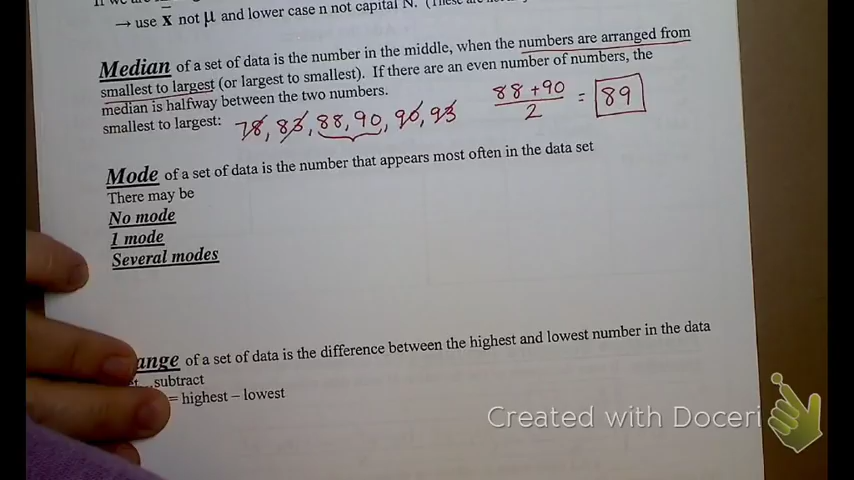 → use x̄ not μ and lower case n not capital N.
Median of a set of data is the number in the middle, when the numbers are arranged from
smallest to largest (or largest to smallest). If there are an even number of numbers, the
median is halfway between the two numbers.
smallest to largest: 78, 83, 88, 90, 90, 93
88 + 90 / 2 = 89
Mode of a set of data is the number that appears most often in the data set
There may be
No mode
1 mode
Several modes
ange of a set of data is the difference between the highest and lowest number in the data
subtract
= highest – lowest
Created with Doceri